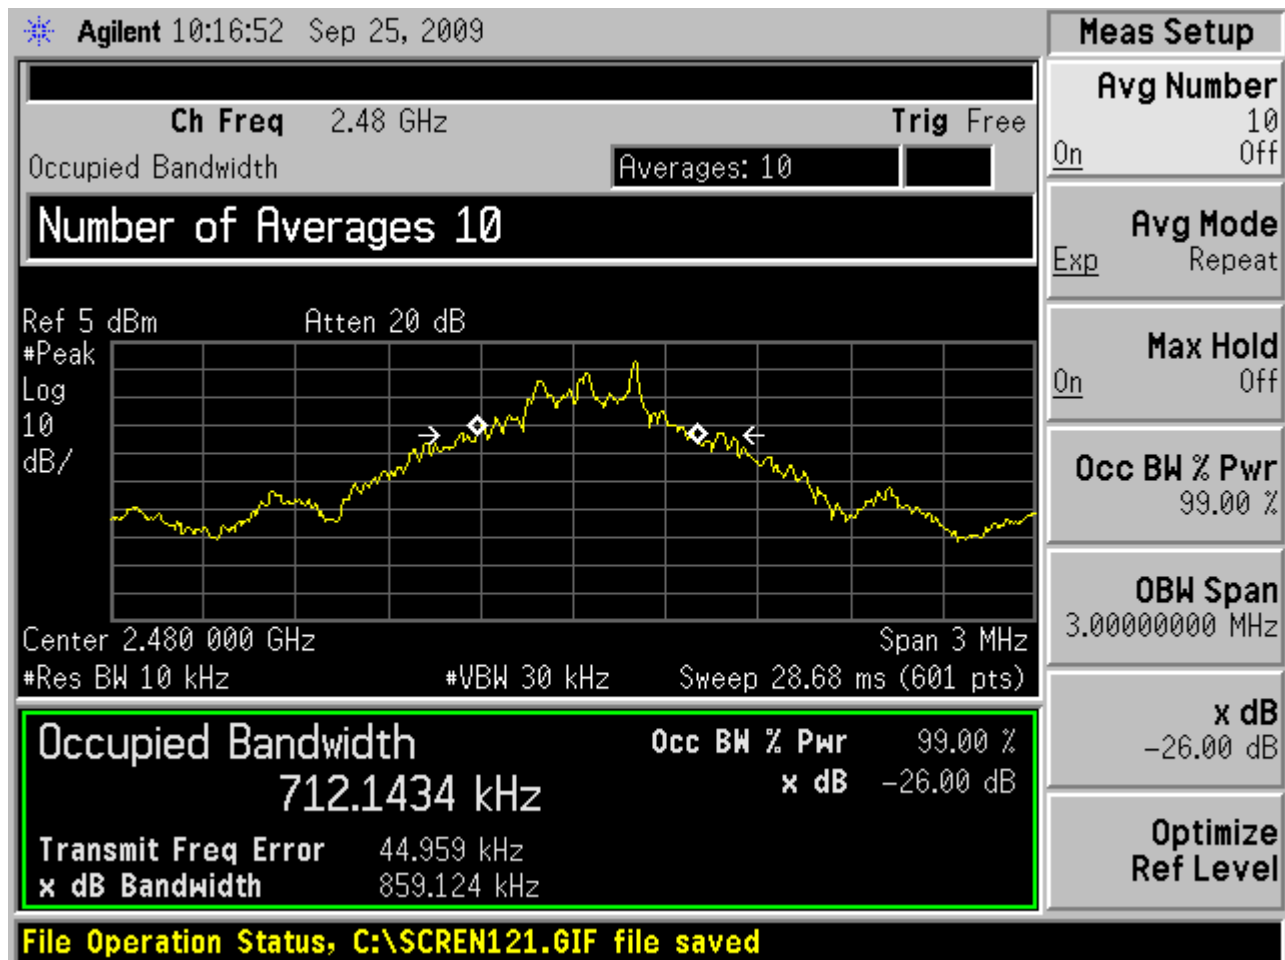 Agilent 10:16:52 Sep 25, 2009
Ch Freq 2.48 GHz Trig Free
Occupied Bandwidth Averages: 10
Number of Averages 10
Ref 5 dBm Atten 20 dB
#Peak
Log
10
dB/
Center 2.480 000 GHz Span 3 MHz
#Res BW 10 kHz #VBW 30 kHz Sweep 28.68 ms (601 pts)
Occupied Bandwidth Occ BW % Pwr 99.00 %
712.1434 kHz x dB -26.00 dB
Transmit Freq Error 44.959 kHz
x dB Bandwidth 859.124 kHz
File Operation Status, C:\SCREN121.GIF file saved
Meas Setup
Avg Number
10
On Off
Avg Mode
Exp Repeat
Max Hold
On Off
Occ BW % Pwr
99.00 %
OBW Span
3.00000000 MHz
x dB
-26.00 dB
Optimize
Ref Level